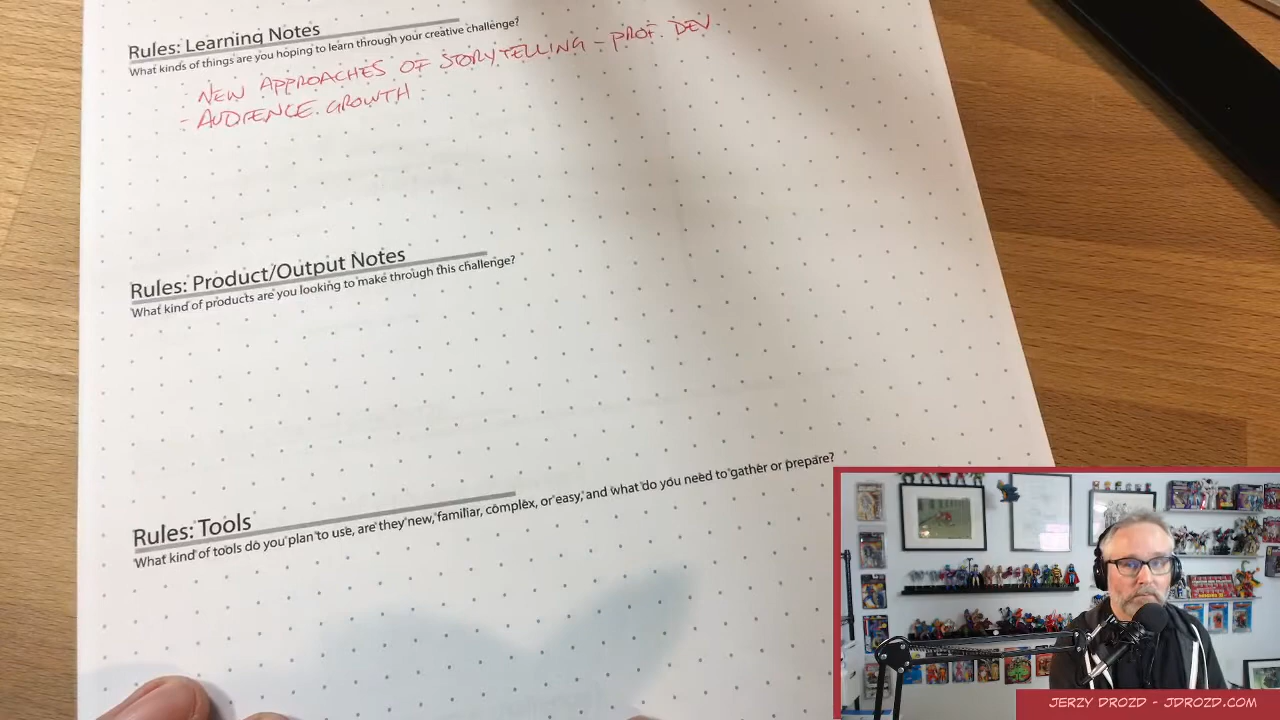 Rules: Learning Notes
What kinds of things are you hoping to learn through your creative challenge?
- NEW APPROACHES OF STORYTELLING - PROF. DEV.
- AUDIENCE. GROWTH
Rules: Product/Output Notes
What kind of products are you looking to make through this challenge?
Rules: Tools
What kind of tools do you plan to use, are they new, familiar, complex, or easy, and what do you need to gather or prepare?
JERZY DROZD - JDROZD.COM